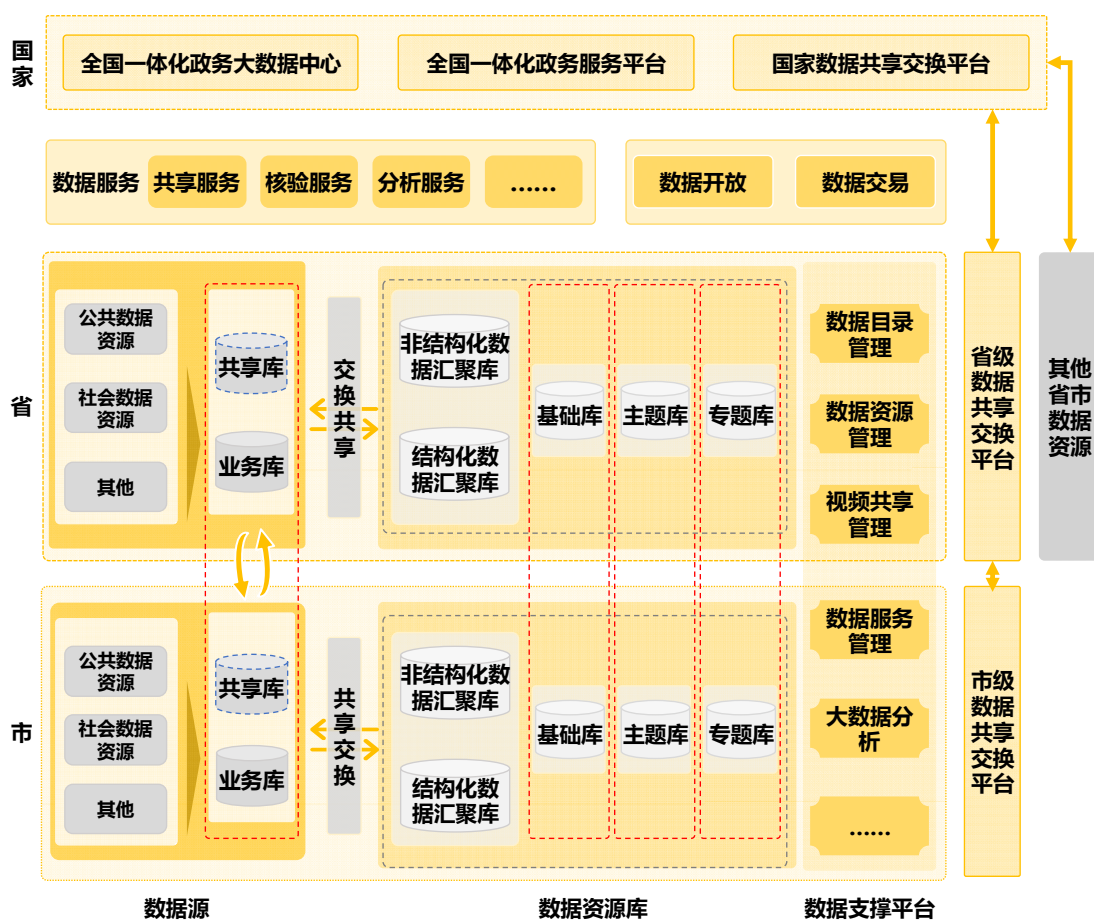 国
家
全国一体化政务大数据中心
全国一体化政务服务平台
国家数据共享交换平台
数据服务
共享服务
核验服务
分析服务
......
数据开放
数据交易
省
公共数据
资源
社会数据
资源
其他
共享库
业务库
交
换
共
享
非结构化数
据汇聚库
结构化数
据汇聚库
基础库
主题库
专题库
数据目录
管理
数据资源
管理
视频共享
管理
省级
数据
共享
交换
平台
其他
省市
数据
资源
市
公共数据
资源
社会数据
资源
其他
共享库
业务库
共
享
交
换
非结构化数
据汇聚库
结构化数
据汇聚库
基础库
主题库
专题库
数据服务
管理
大数据分
析
......
市级
数据
共享
交换
平台
数据源
数据资源库
数据支撑平台